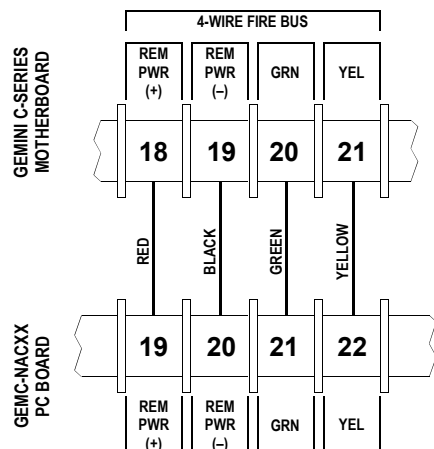 4-WIRE FIRE BUS
REM
PWR
(+)
REM
PWR
(–)
GRN
YEL
GEMINI C-SERIES
MOTHERBOARD
18
19
20
21
RED
BLACK
GREEN
YELLOW
GEMC-NACXX
PC BOARD
19
20
21
22
REM
PWR
(+)
REM
PWR
(–)
GRN
YEL